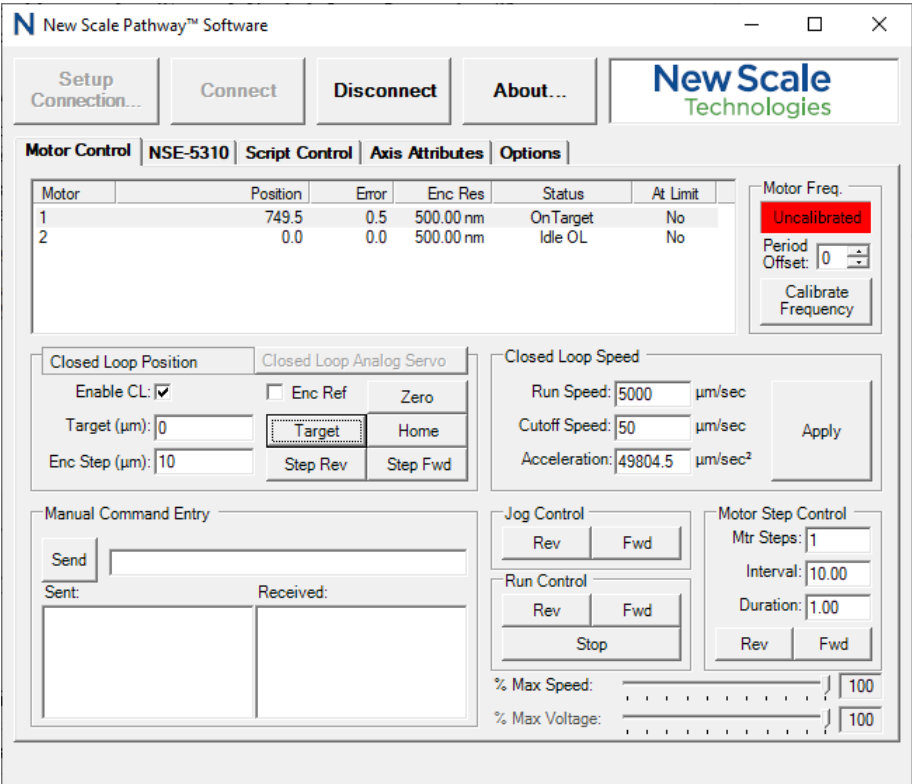 New Scale Pathway™ Software
Setup
Connection...
Connect
Disconnect
About...
New Scale
Technologies
Motor Control NSE-5310 Script Control Axis Attributes Options
Motor Position Error Enc Res Status At Limit
1 749.5 0.5 500.00 nm On Target No
2 0.0 0.0 500.00 nm Idle OL No
Motor Freq.
Uncalibrated
Period
Offset: 0
Calibrate
Frequency
Closed Loop Position Closed Loop Analog Servo
Enable CL: Enc Ref Zero
Target (µm): 0 Target Home
Enc Step (µm): 10 Step Rev Step Fwd
Closed Loop Speed
Run Speed: 5000 µm/sec
Cutoff Speed: 50 µm/sec
Acceleration: 49804.5 µm/sec²
Apply
Manual Command Entry
Send
Sent: Received:
Jog Control
Rev Fwd
Run Control
Rev Fwd
Stop
Motor Step Control
Mtr Steps: 1
Interval: 10.00
Duration: 1.00
Rev Fwd
% Max Speed: 100
% Max Voltage: 100